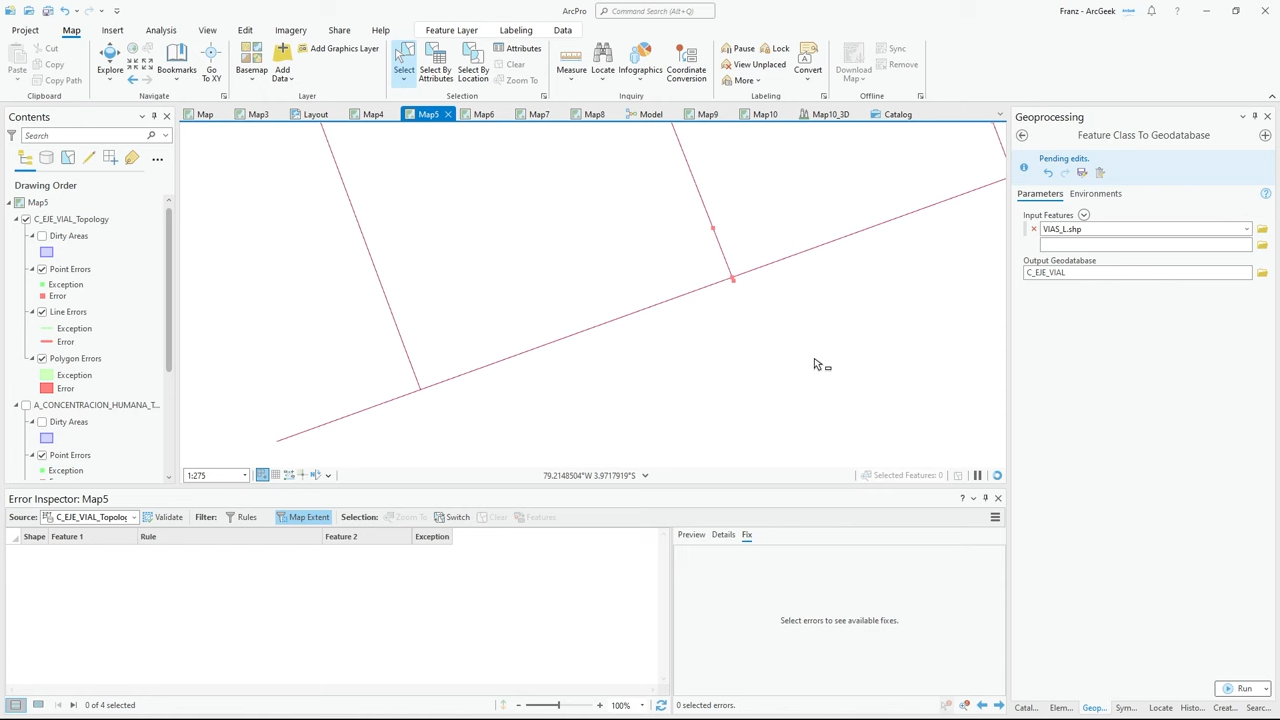 ArcPro
Command Search (Alt+Q)
Franz - ArcGeek
Project
Map
Insert
Analysis
View
Edit
Imagery
Share
Help
Feature Layer
Labeling
Data
Paste
Cut
Copy
Copy Path
Clipboard
Explore
Bookmarks
Go To XY
Navigate
Basemap
Add Data
Add Graphics Layer
Layer
Select
Select By Attributes
Select By Location
Attributes
Clear
Zoom To
Selection
Measure
Locate
Infographics
Coordinate Conversion
Inquiry
Pause
Lock
View Unplaced
More
Convert
Labeling
Download Map
Sync
Remove
Offline
Contents
Search
Drawing Order
Map5
C_EJE_VIAL_Topology
Dirty Areas
Point Errors
Exception
Error
Line Errors
Exception
Error
Polygon Errors
Exception
Error
A_CONCENTRACION_HUMANA_T...
Dirty Areas
Point Errors
Exception
Map
Map3
Layout
Map4
Map5
Map6
Map7
Map8
Model
Map9
Map10
Map10_3D
Catalog
1:275
79.2148504°W 3.9717919°S
Selected Features: 0
Geoprocessing
Feature Class To Geodatabase
Pending edits.
Parameters
Environments
Input Features
VIAS_L.shp
Output Geodatabase
C_EJE_VIAL
Run
Catal...
Elem...
Geop...
Sym...
Locate
Histo...
Creat...
Searc...
Error Inspector: Map5
Source:
C_EJE_VIAL_Topolog
Validate
Filter:
Rules
Map Extent
Selection:
Zoom To
Switch
Clear
Features
Shape
Feature 1
Rule
Feature 2
Exception
Preview
Details
Fix
Select errors to see available fixes.
0 of 4 selected
100%
0 selected errors.